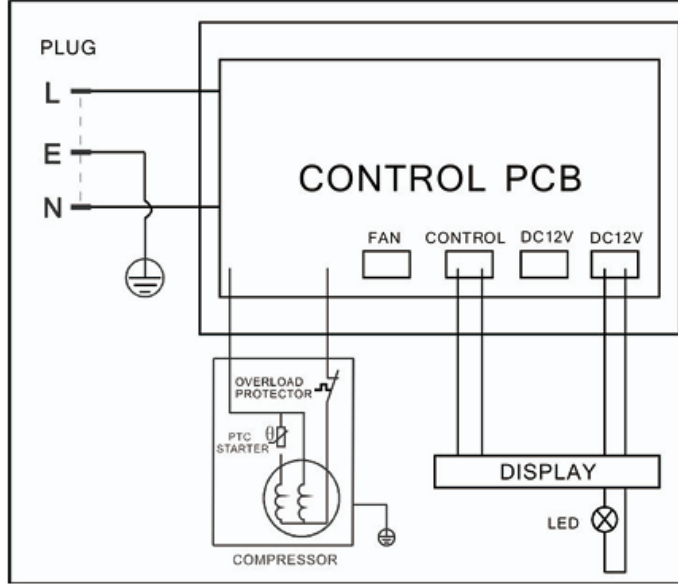 PLUG
L
E
N
CONTROL PCB
FAN
CONTROL
DC12V
DC12V
OVERLOAD
PROTECTOR
PTC
STARTER
θ
COMPRESSOR
DISPLAY
LED